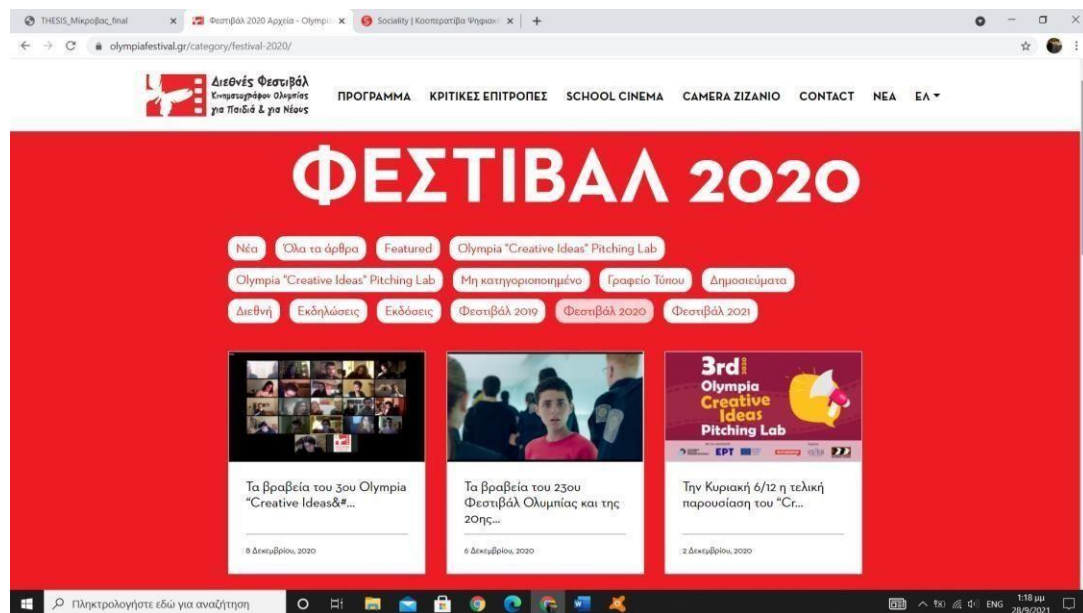 THESIS_Μικροβας_final
Φεστιβάλ 2020 Αρχεία – Olympi
Sociality | Κοοπερατίβα Ψηφιακ
olympiafestival.gr/category/festival-2020/
Διεθνές Φεστιβάλ
Κινηματογράφου Ολυμπίας
για Παιδιά & για Νέους
ΠΡΟΓΡΑΜΜΑ ΚΡΙΤΙΚΕΣ ΕΠΙΤΡΟΠΕΣ SCHOOL CINEMA CAMERA ZIZANIO CONTACT ΝΕΑ ΕΛ
ΦΕΣΤΙΒΑΛ 2020
Νέα Όλα τα άρθρα Featured Olympia "Creative Ideas" Pitching Lab
Olympia "Creative Ideas" Pitching Lab Μη κατηγοριοποιημένο Γραφείο Τύπου Δημοσιεύματα
Διεθνή Εκδηλώσεις Εκδόσεις Φεστιβάλ 2019 Φεστιβάλ 2020 Φεστιβάλ 2021
3rd 2020
Olympia
Creative
Ideas
Pitching Lab
ΕΡΤ
Τα βραβεία του 3ου Olympia
"Creative Ideas&#...
8 Δεκεμβρίου, 2020
Τα βραβεία του 23ου
Φεστιβάλ Ολυμπίας και της
20ης...
6 Δεκεμβρίου, 2020
Την Κυριακή 6/12 η τελική
παρουσίαση του "Cr...
2 Δεκεμβρίου, 2020
Πληκτρολογήστε εδώ για αναζήτηση
ENG
1:18 μμ
28/9/2021